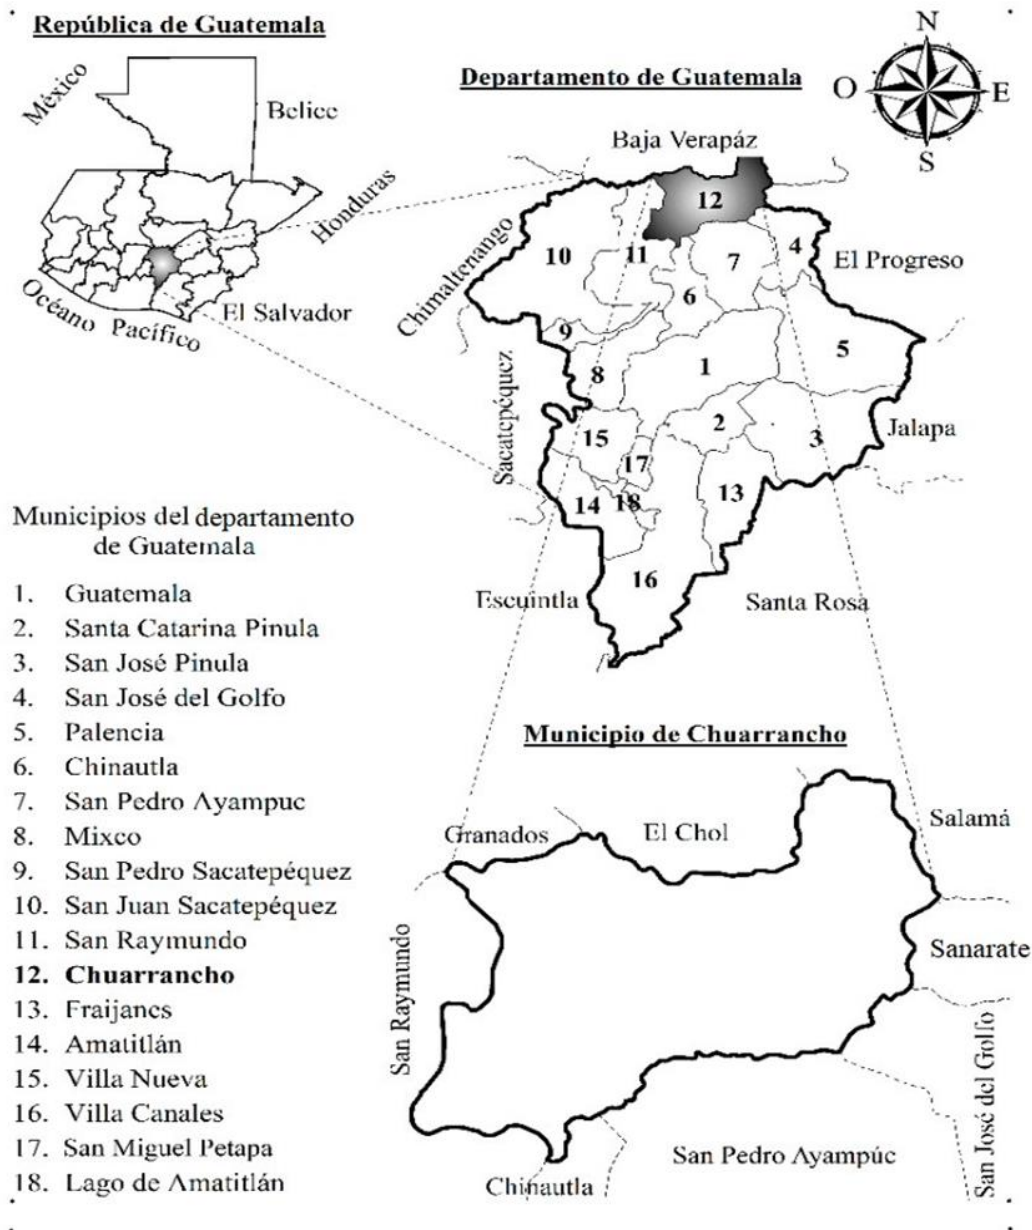 República de Guatemala
México
Belice
Honduras
El Salvador
Océano Pacífico
Departamento de Guatemala
N
O
E
S
Baja Verapáz
Chimaltenango
El Progreso
Sacatepéquez
Jalapa
Escuintla
Santa Rosa
12
10
11
7
4
6
9
5
8
1
2
15
3
17
13
14
18
16
Municipios del departamento
de Guatemala
1. Guatemala
2. Santa Catarina Pinula
3. San José Pinula
4. San José del Golfo
5. Palencia
6. Chinautla
7. San Pedro Ayampuc
8. Mixco
9. San Pedro Sacatepéquez
10. San Juan Sacatepéquez
11. San Raymundo
12. Chuarrancho
13. Fraijanes
14. Amatitlán
15. Villa Nueva
16. Villa Canales
17. San Miguel Petapa
18. Lago de Amatitlán
Municipio de Chuarrancho
Granados
El Chol
Salamá
Sanarate
San Raymundo
San José del Golfo
San Pedro Ayampúc
Chinautla